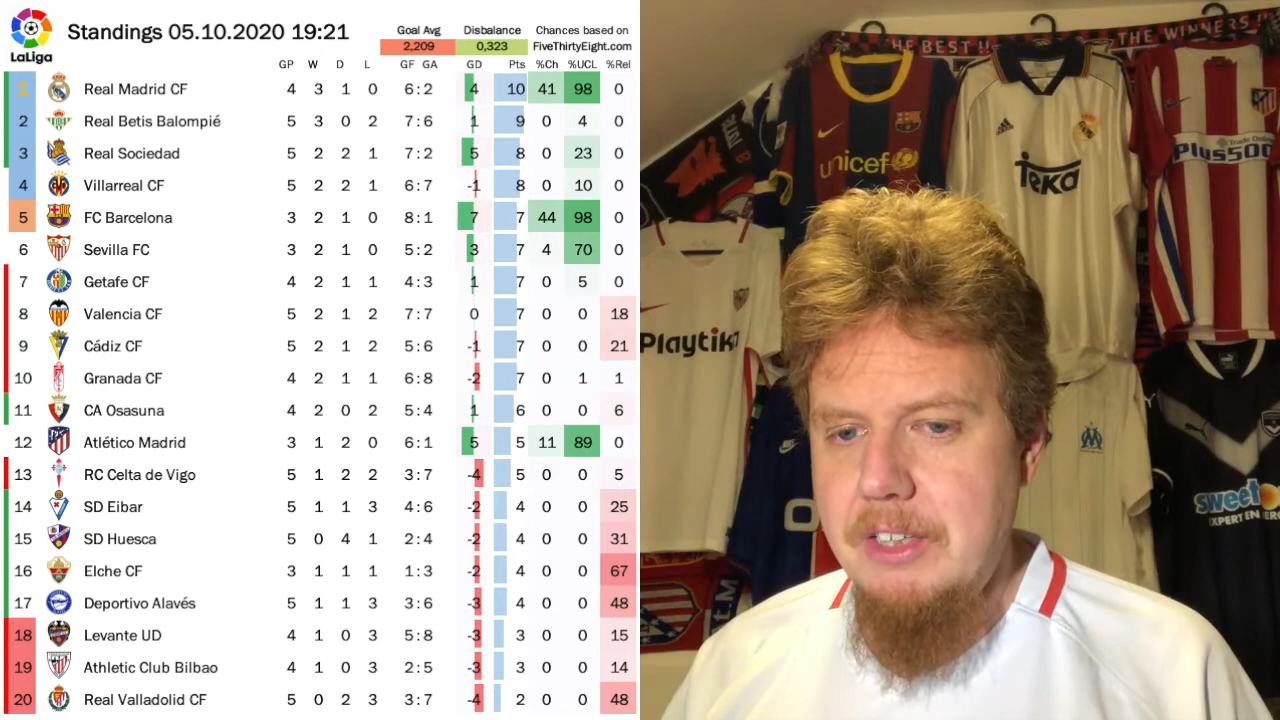 LaLiga
Standings 05.10.2020 19:21
Goal Avg Disbalance Chances based on
2,209 0,323 FiveThirtyEight.com
GP W D L GF GA GD Pts %Ch %UCL %Rel
1 Real Madrid CF 4 3 1 0 6:2 4 10 41 98 0
2 Real Betis Balompié 5 3 0 2 7:6 1 9 0 4 0
3 Real Sociedad 5 2 2 1 7:2 5 8 0 23 0
4 Villarreal CF 5 2 2 1 6:7 -1 8 0 10 0
5 FC Barcelona 3 2 1 0 8:1 7 7 44 98 0
6 Sevilla FC 3 2 1 0 5:2 3 7 4 70 0
7 Getafe CF 4 2 1 1 4:3 1 7 0 5 0
8 Valencia CF 5 2 1 2 7:7 0 7 0 0 18
9 Cádiz CF 5 2 1 2 5:6 -1 7 0 0 21
10 Granada CF 4 2 1 1 6:8 -2 7 0 1 1
11 CA Osasuna 4 2 0 2 5:4 1 6 0 0 6
12 Atlético Madrid 3 1 2 0 6:1 5 5 11 89 0
13 RC Celta de Vigo 5 1 2 2 3:7 -4 5 0 0 5
14 SD Eibar 5 1 1 3 4:6 -2 4 0 0 25
15 SD Huesca 5 0 4 1 2:4 -2 4 0 0 31
16 Elche CF 3 1 1 1 1:3 -2 4 0 0 67
17 Deportivo Alavés 5 1 1 3 3:6 -3 4 0 0 48
18 Levante UD 4 1 0 3 5:8 -3 3 0 0 15
19 Athletic Club Bilbao 4 1 0 3 2:5 -3 3 0 0 14
20 Real Valladolid CF 5 0 2 3 3:7 -4 2 0 0 48
THE BEST
THE WINNERS
unicef
Teka
Plus500
Playtika
sweet
EXPERT EN